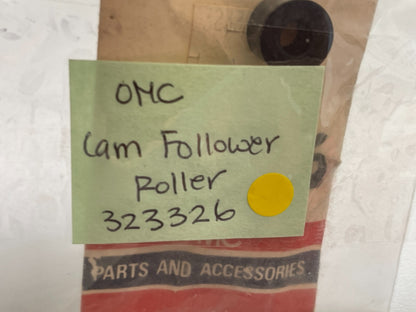 OMC
Cam Follower
Roller
323326
PARTS AND ACCESSORIES